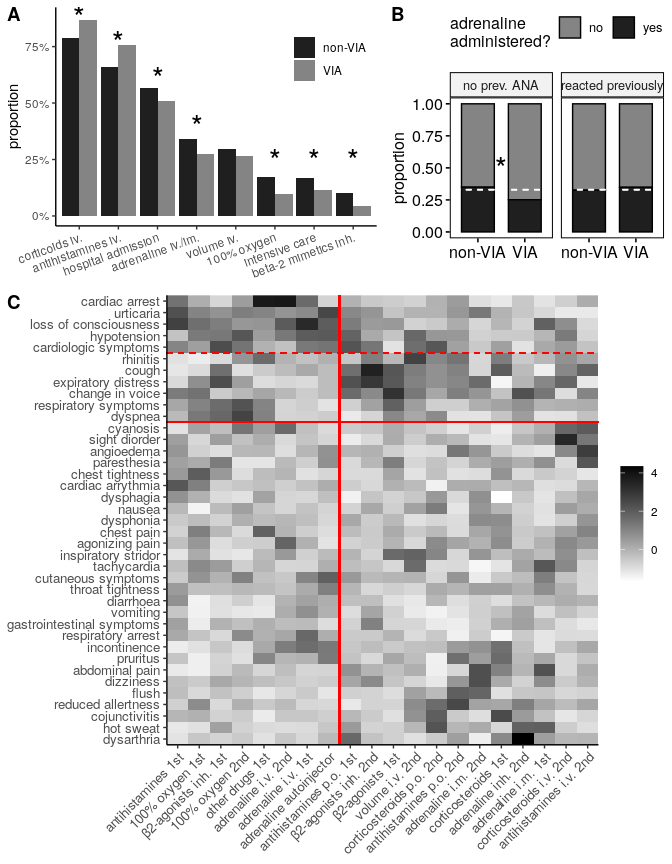 A
proportion
75%
50%
25%
0%
*
*
*
*
*
*
*
non-VIA
VIA
corticoids iv.
antihistamines iv.
hospital admission
adrenaline iv./im.
volume iv.
100% oxygen
Intensive care
beta-2 mimetics inh.
B
adrenaline
administered?
no
yes
no prev. ANA
reacted previously
proportion
1.00
0.75
0.50
0.25
0.00
*
non-VIA
VIA
non-VIA
VIA
C
cardiac arrest
urticaria
loss of consciousness
hypotension
cardiologic symptoms
rhinitis
cough
expiratory distress
change in voice
respiratory symptoms
dyspnea
cyanosis
sight diorder
angioedema
paresthesia
chest tightness
cardiac arrythmia
dysphagia
nausea
dysphonia
chest pain
agonizing pain
inspiratory stridor
tachycardia
cutaneous symptoms
throat tightness
diarrhoea
vomiting
gastrointestinal symptoms
respiratory arrest
incontinence
pruritus
abdominal pain
dizziness
flush
reduced allertness
cojunctivitis
hot sweat
dysarthria
antihistamines 1st
100% oxygen 1st
β2-agonists inh. 1st
100% oxygen 2nd
other drugs 1st
adrenaline i.v. 2nd
adrenaline i.v. 1st
adrenaline autoinjector
antihistamines p.o. 1st
β2-agonists inh. 2nd
β2-agonists 1st
volume i.v. 2nd
corticosteroids p.o. 2nd
antihistamines p.o. 2nd
adrenaline i.m. 2nd
corticosteroids 1st
adrenaline inh. 2nd
adrenaline i.m. 1st
corticosteroids i.v. 2nd
antihistamines i.v. 2nd
4
2
0